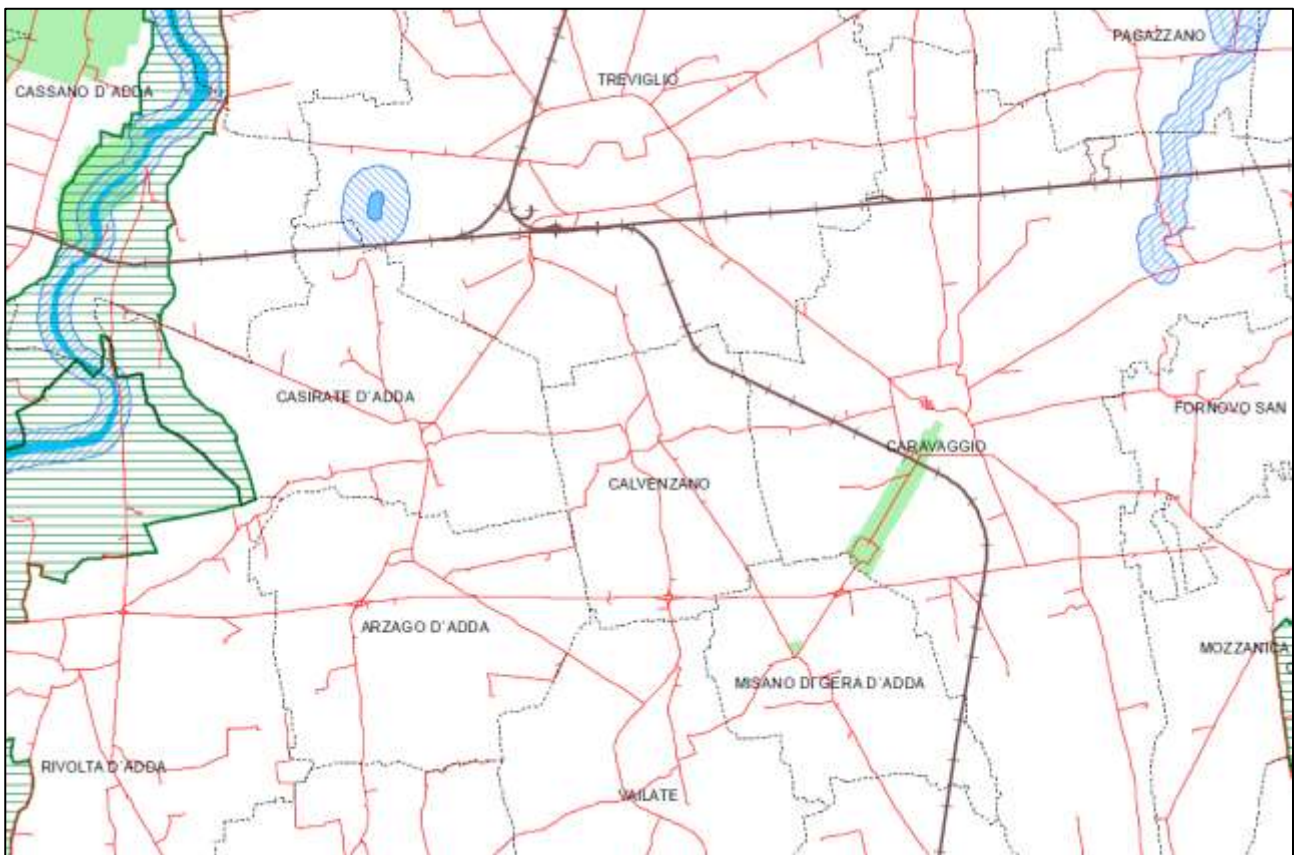 PAGAZZANO
TREVIGLIO
CASSANO D'ADDA
CASIRATE D'ADDA
FORNOVO SAN
CARAVAGGIO
CALVENZANO
ARZAGO D'ADDA
MOZZANICA
MISANO DI GERA D'ADDA
RIVOLTA D'ADDA
VAILATE